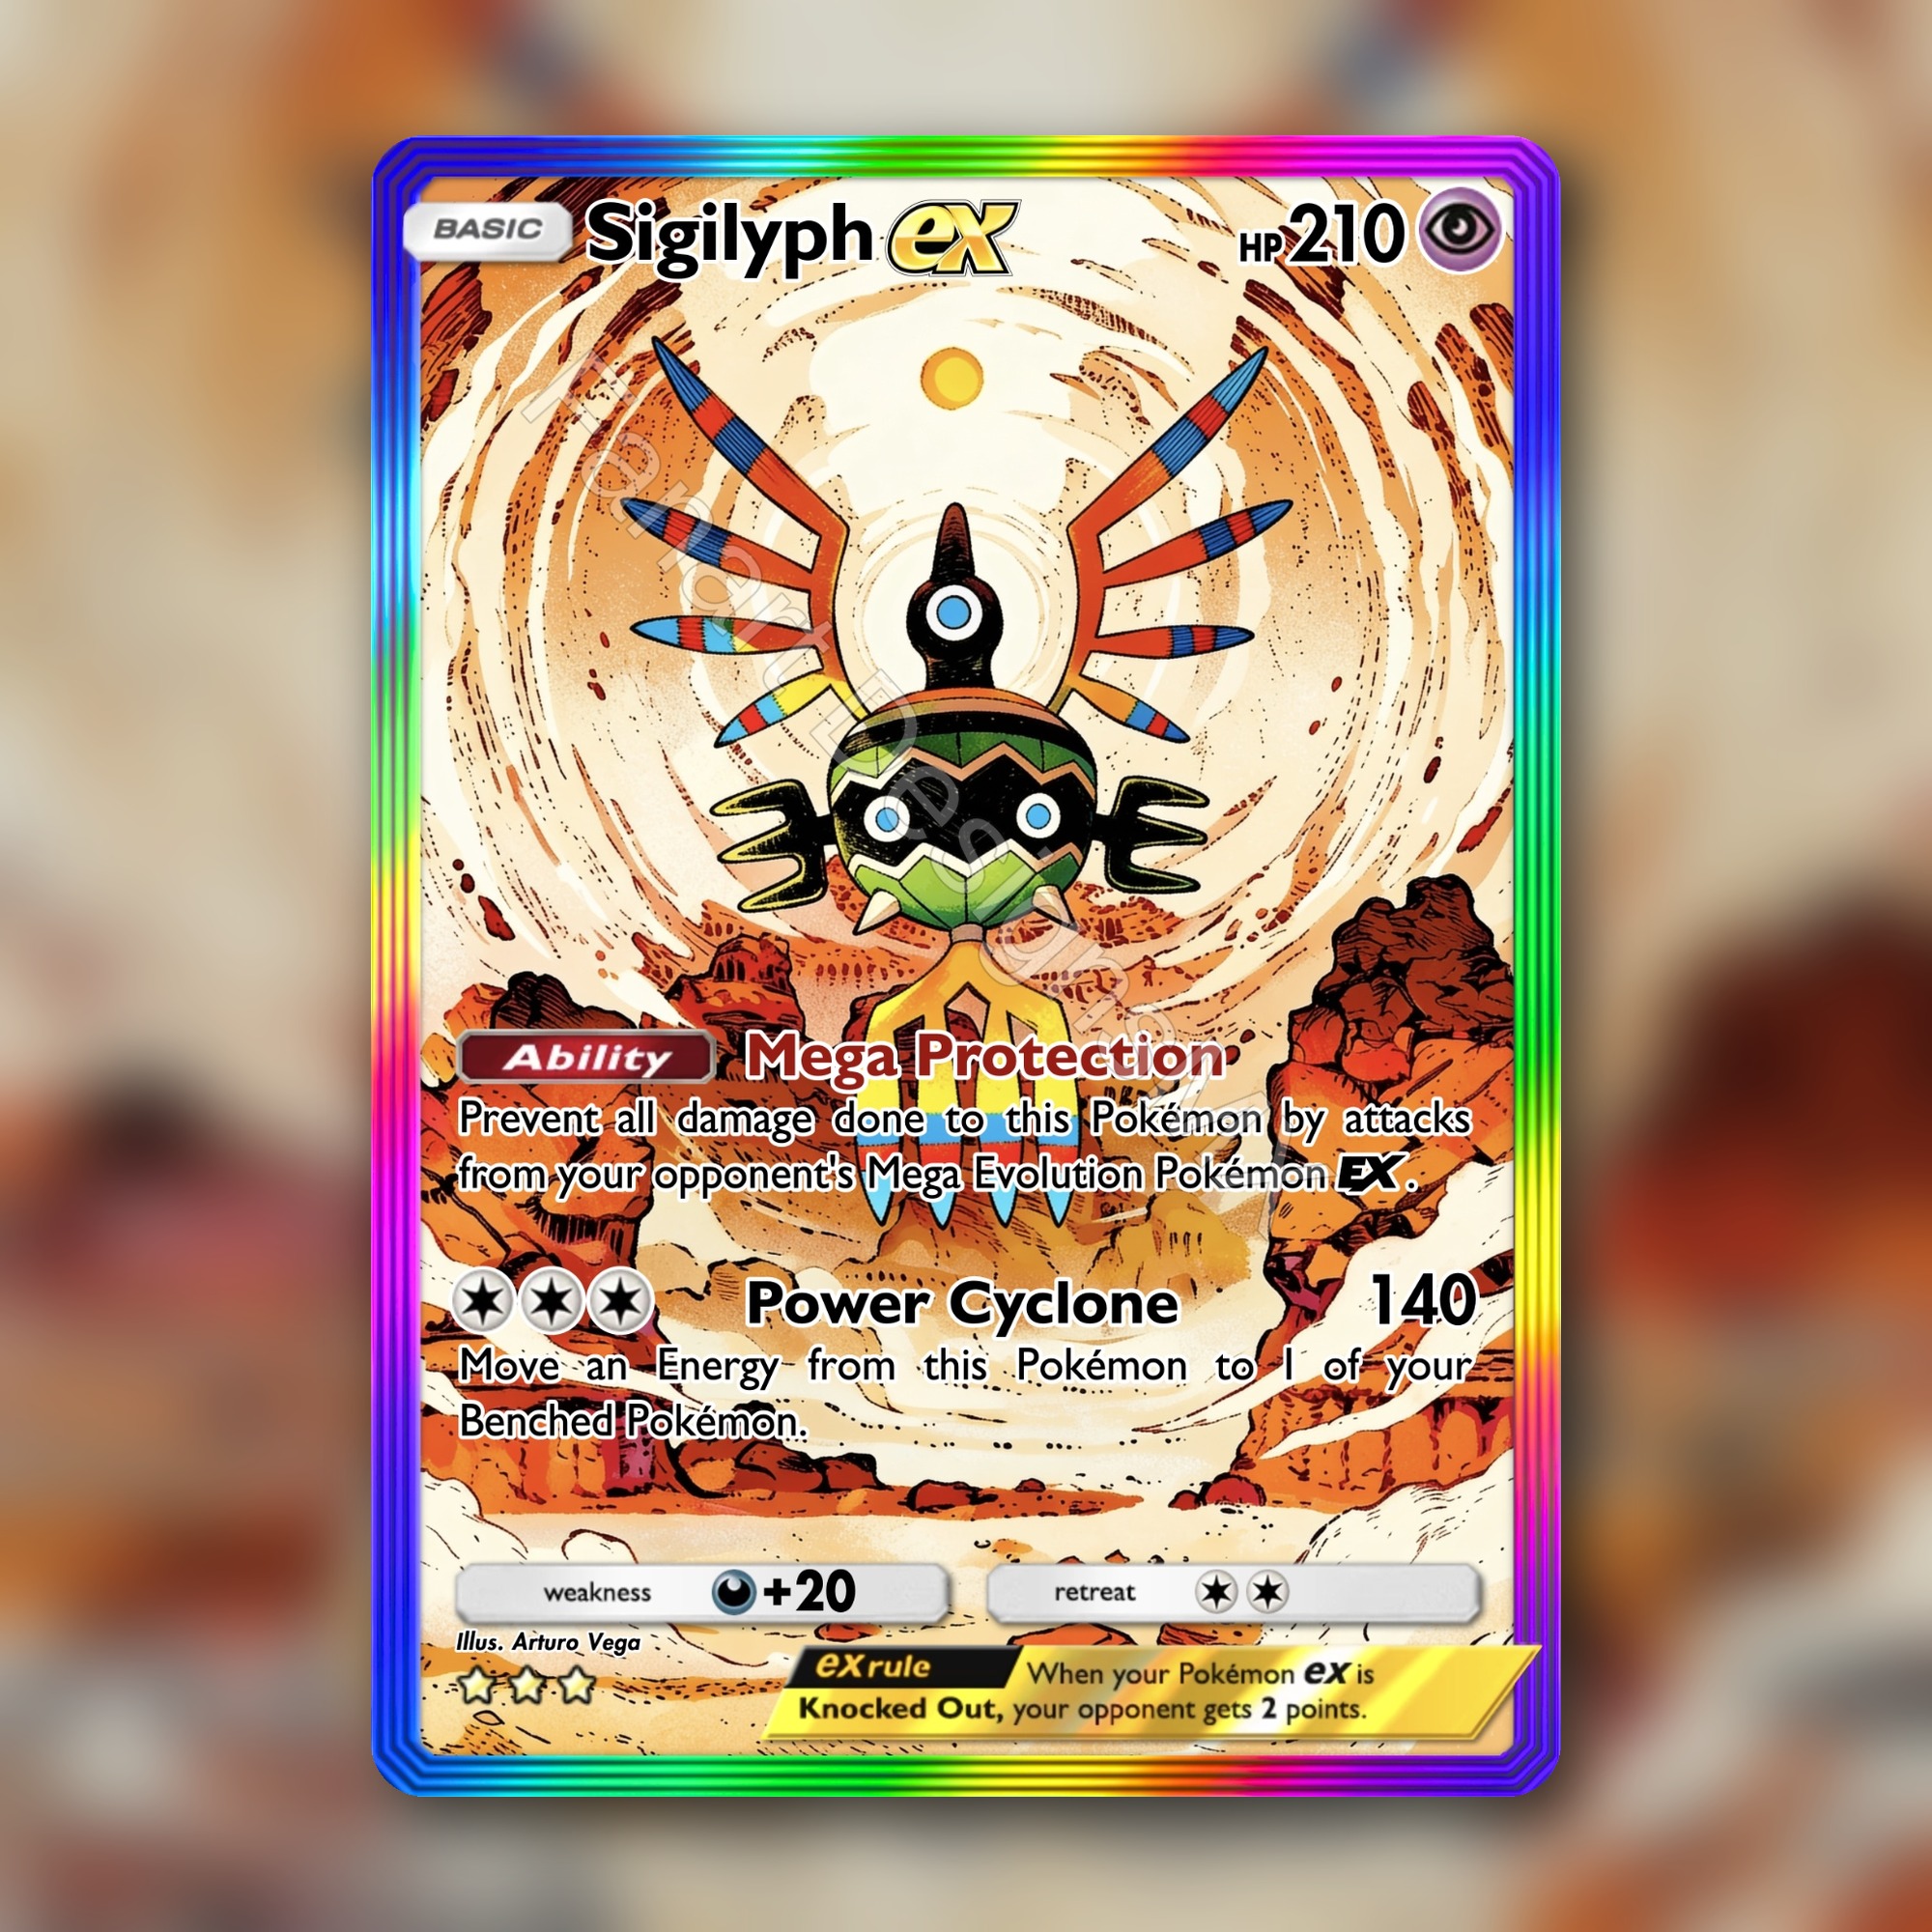 BASIC Sigilyph ex HP 210
Ability Mega Protection
Prevent all damage done to this Pokémon by attacks
from your opponent's Mega Evolution Pokémon EX.
Power Cyclone 140
Move an Energy from this Pokémon to 1 of your
Benched Pokémon.
weakness +20 retreat
Illus. Arturo Vega
ex rule When your Pokémon ex is
Knocked Out, your opponent gets 2 points.